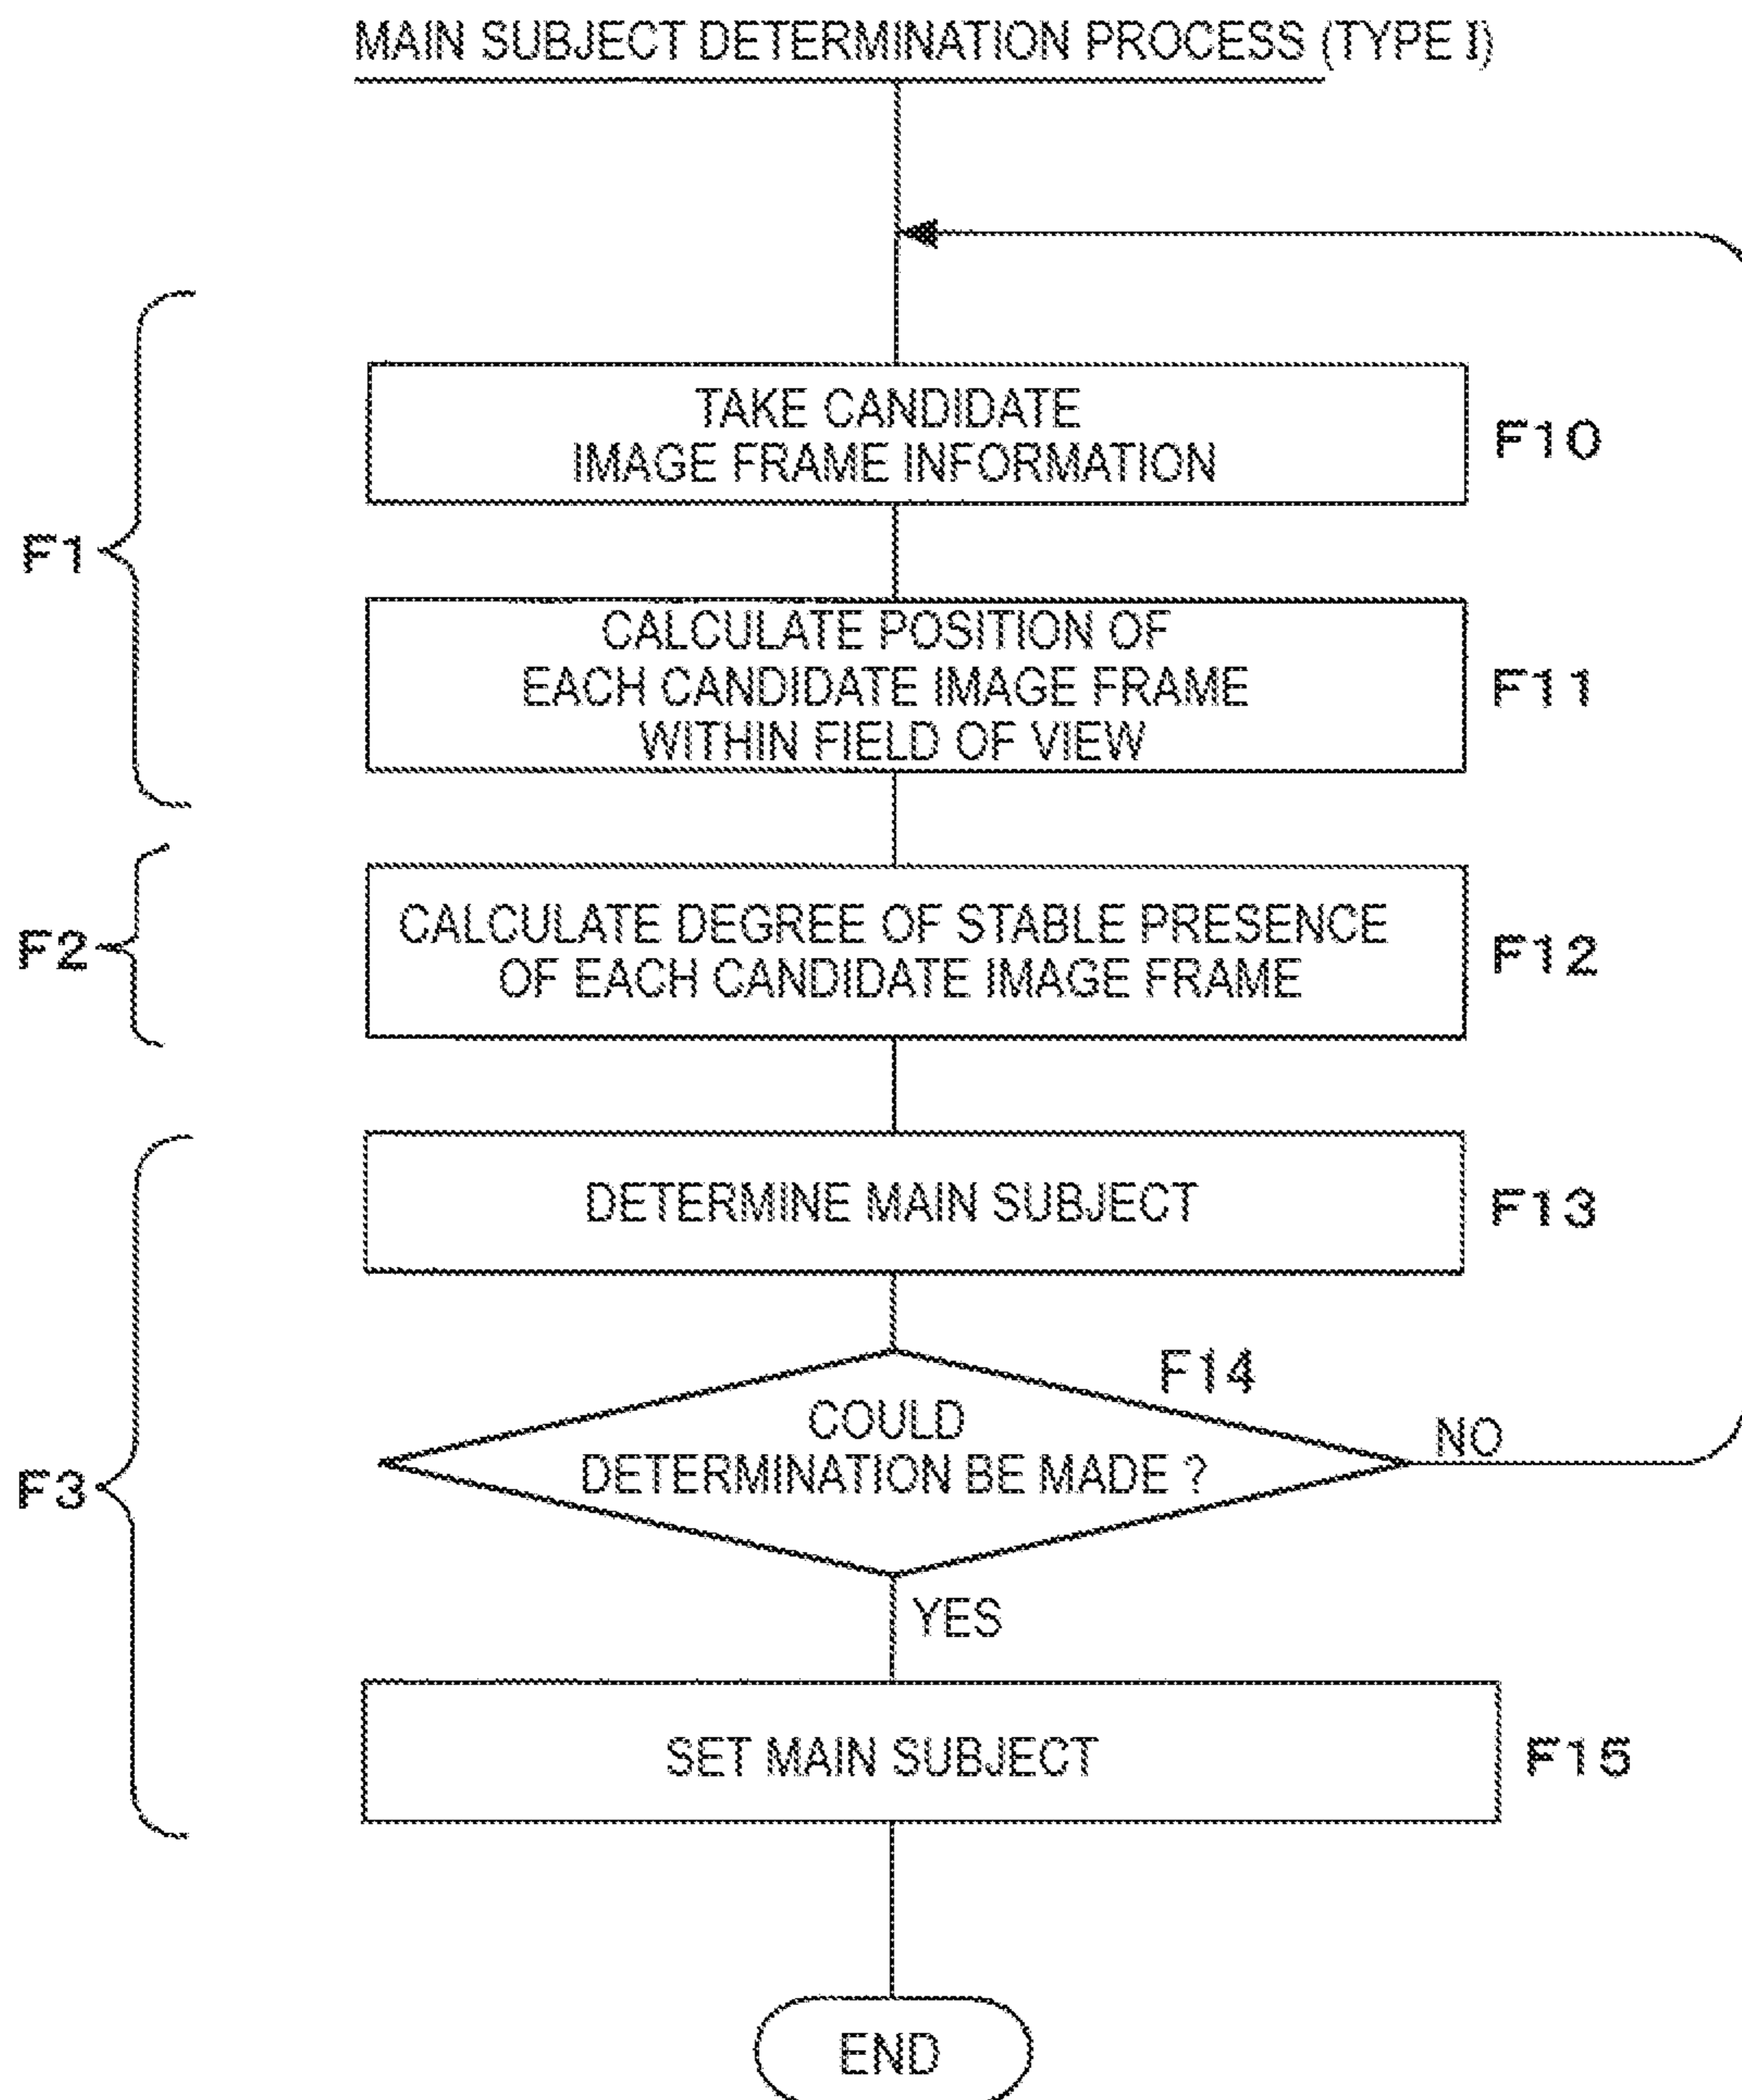 MAIN SUBJECT DETERMINATION PROCESS (TYPE I)
TAKE CANDIDATE
IMAGE FRAME INFORMATION
F10
F1
CALCULATE POSITION OF
EACH CANDIDATE IMAGE FRAME
WITHIN FIELD OF VIEW
F11
CALCULATE DEGREE OF STABLE PRESENCE
OF EACH CANDIDATE IMAGE FRAME
F12
F2
DETERMINE MAIN SUBJECT
F13
F14
COULD
DETERMINATION BE MADE ?
NO
F3
YES
SET MAIN SUBJECT
F15
END